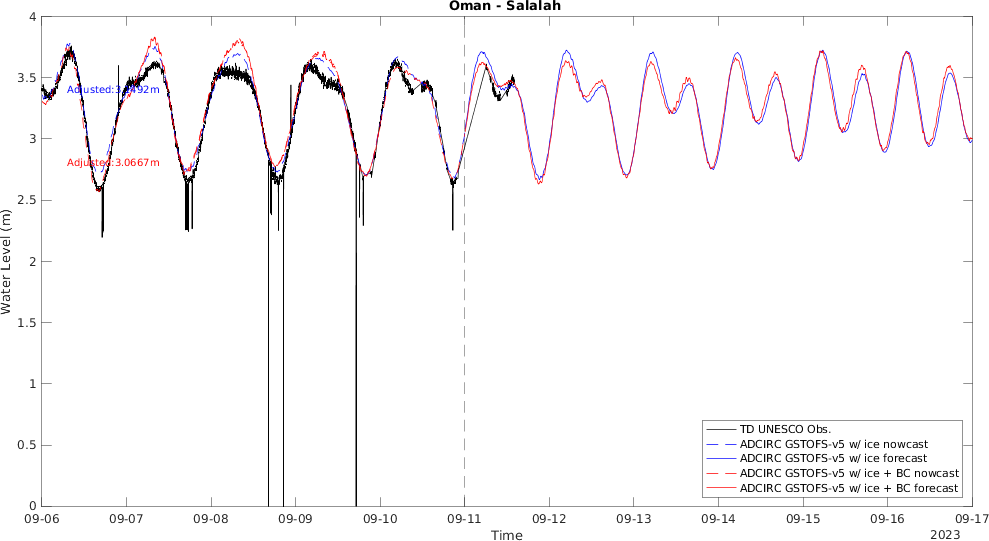 Oman - Salalah
Water Level (m)
4
3.5
3
2.5
2
1.5
1
0.5
0
Adjusted:3.0667m
09-06
09-07
09-08
09-09
09-10
09-11
09-12
09-13
09-14
09-15
09-16
09-17
Time
2023
TD UNESCO Obs.
ADCIRC GSTOFS-v5 w/ ice nowcast
ADCIRC GSTOFS-v5 w/ ice forecast
ADCIRC GSTOFS-v5 w/ ice + BC nowcast
ADCIRC GSTOFS-v5 w/ ice + BC forecast